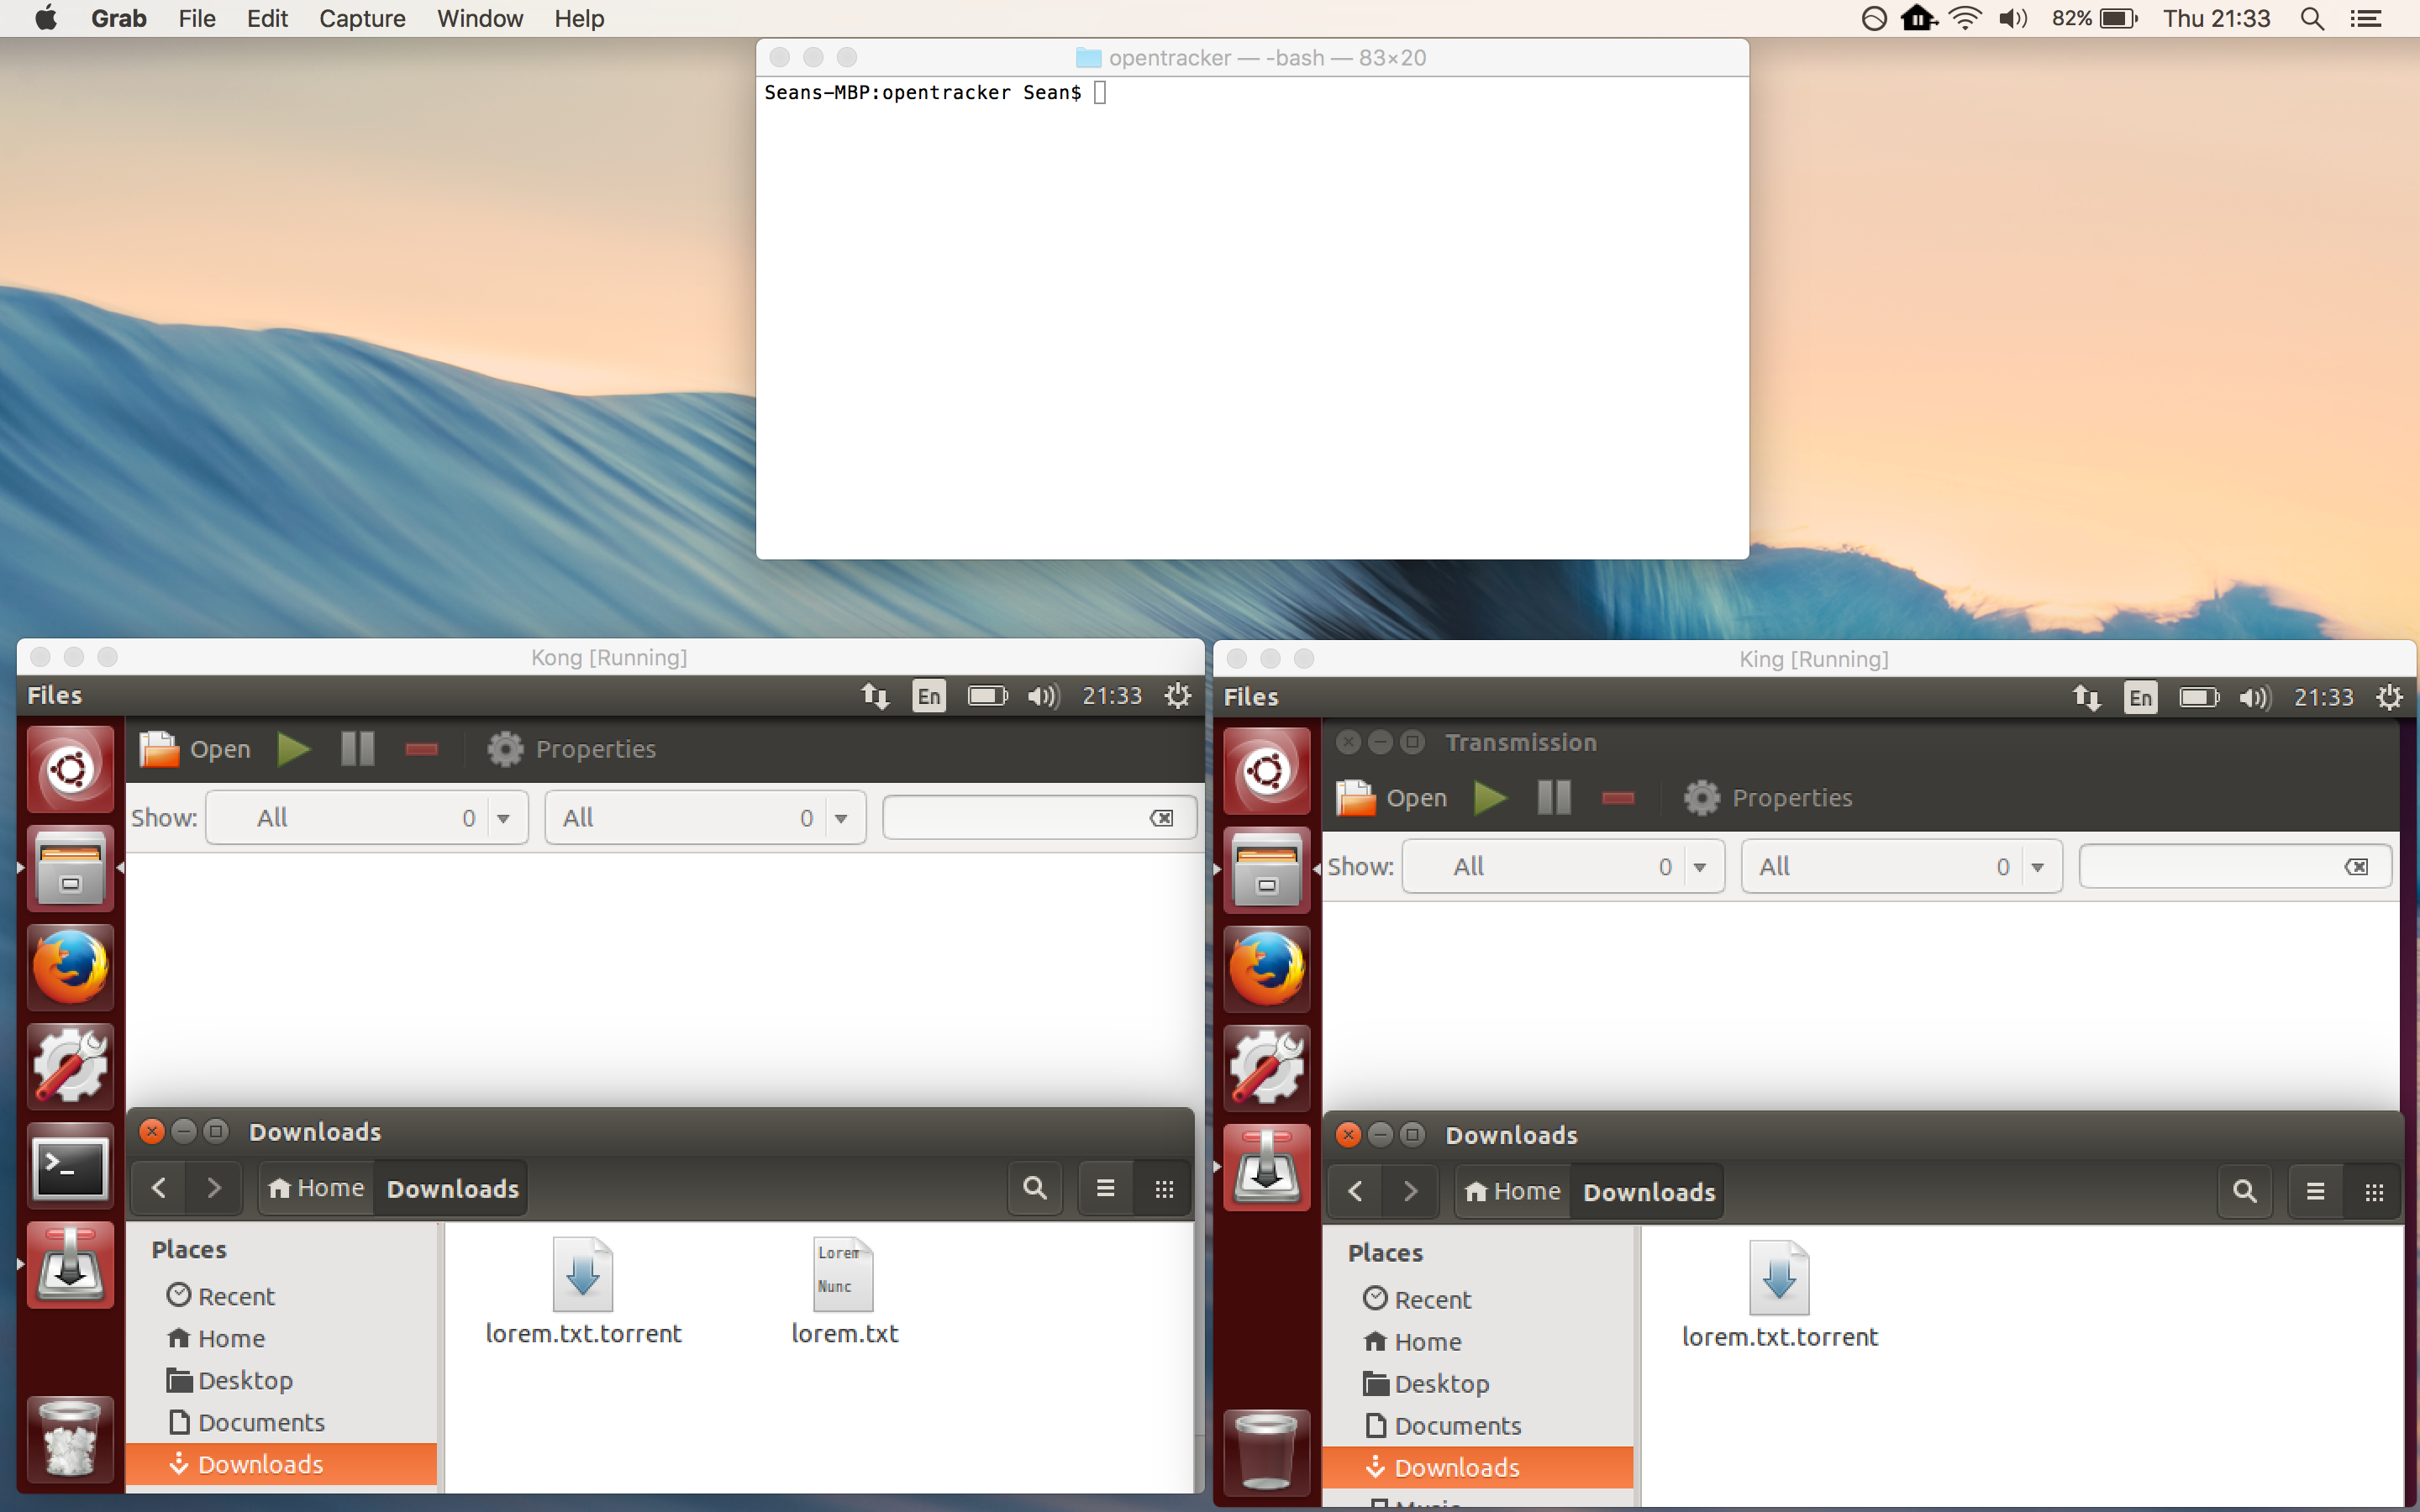 Grab File Edit Capture Window Help 82% Thu 21:33
opentracker — -bash — 83×20
Seans-MBP:opentracker Sean$
Kong [Running]
Files En 21:33
Open Properties
Show: All 0 All 0
Downloads
Home Downloads
Places
Recent
Home
Desktop
Documents
Downloads
Lorem
Nunc
lorem.txt.torrent lorem.txt
King [Running]
Files En 21:33
Transmission
Open Properties
Show: All 0 All 0
Downloads
Home Downloads
Places
Recent
Home
Desktop
Documents
Downloads
Music
lorem.txt.torrent